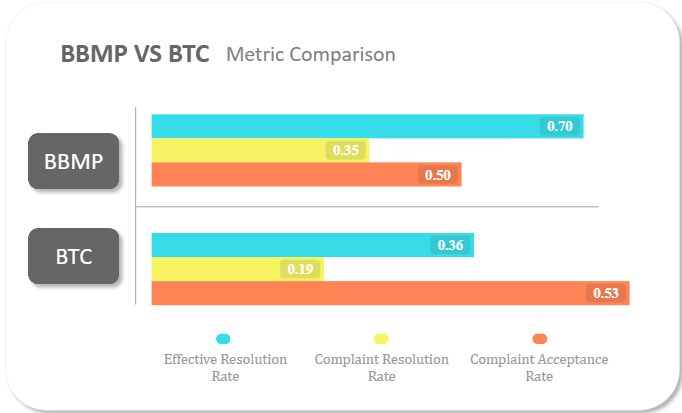 BBMP VS BTC Metric Comparison
BBMP
0.70
0.35
0.50
BTC
0.36
0.19
0.53
Effective Resolution
Rate
Complaint Resolution
Rate
Complaint Acceptance
Rate